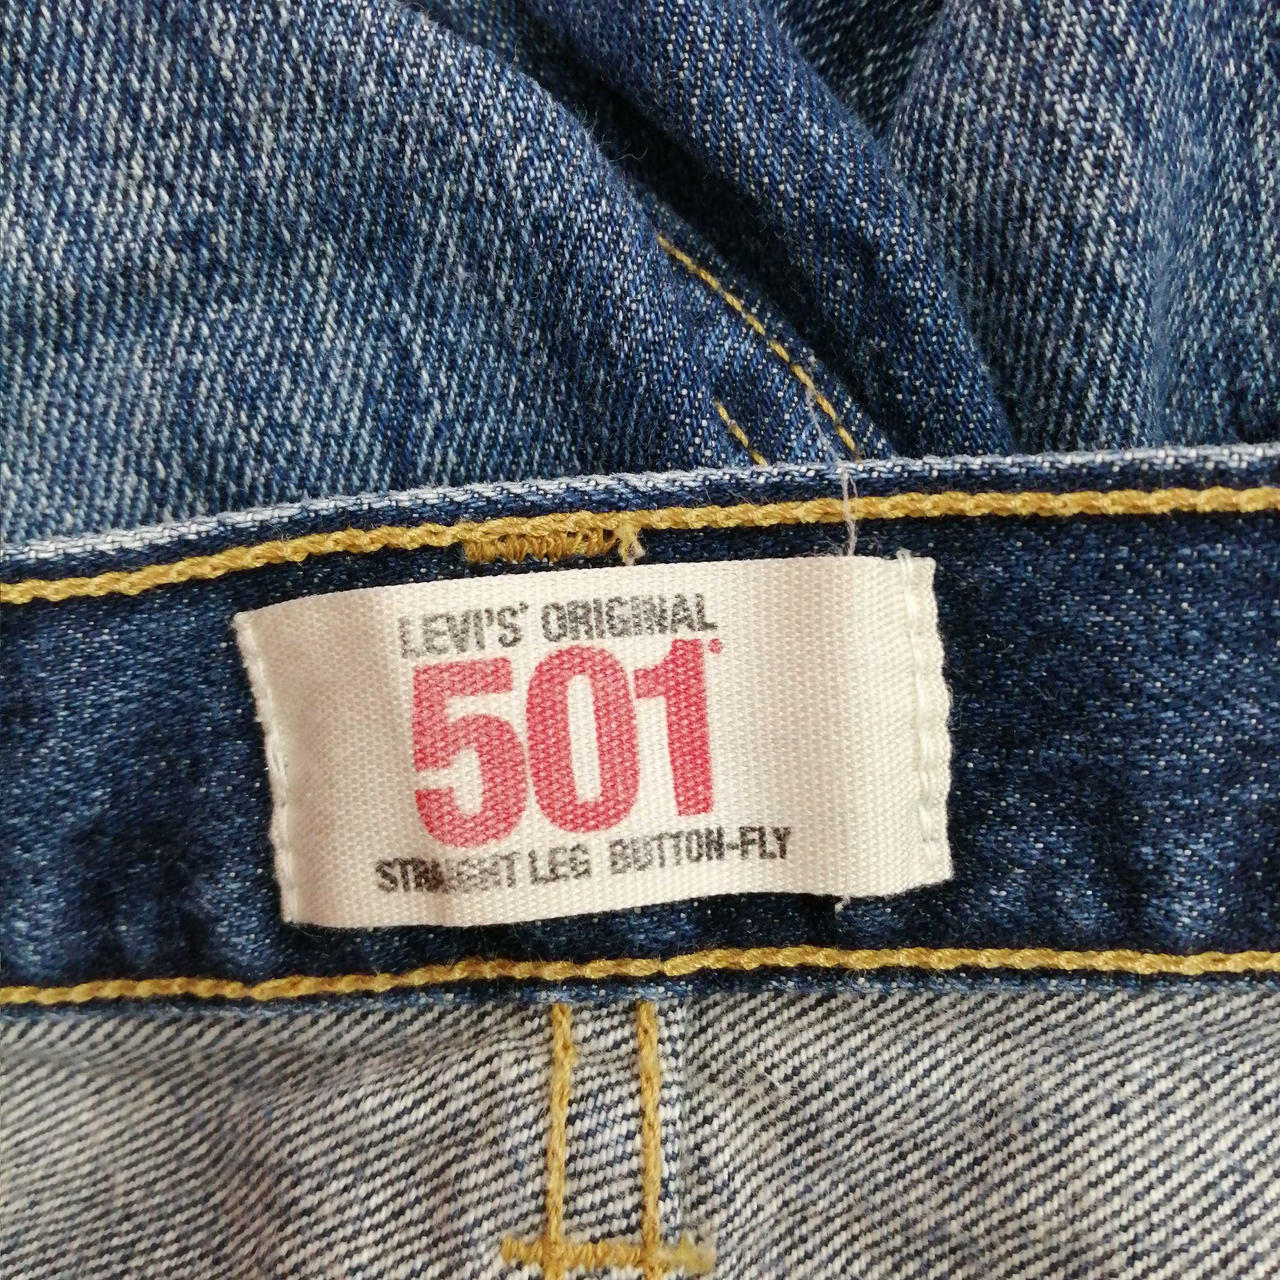 LEVI'S' ORIGINAL
501®
STRAIGHT LEG BUTTON-FLY